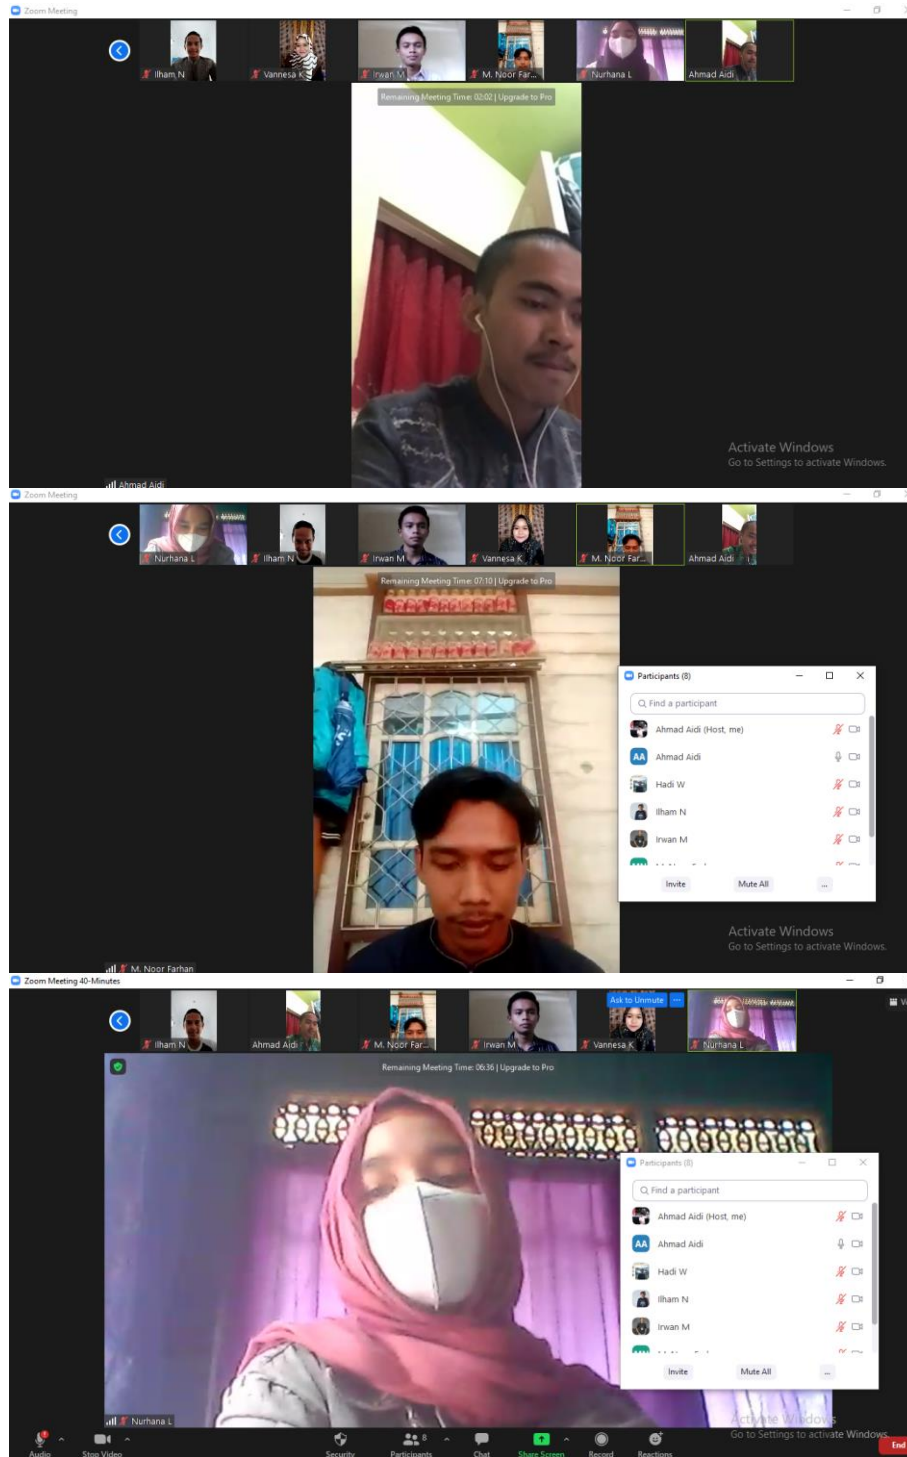 Zoom Meeting
Ilham N
Vannesa K
Irwan M
M. Noor Far...
Nurhana L
Ahmad Aidi
Remaining Meeting Time: 02:02 | Upgrade to Pro
Activate Windows
Go to Settings to activate Windows.
Ahmad Aidi
Zoom Meeting
Nurhana L
Ilham N
Irwan M
Vannesa K
M. Noor Far...
Ahmad Aidi
Remaining Meeting Time: 07:10 | Upgrade to Pro
Participants (8)
Find a participant
Ahmad Aidi (Host, me)
AA Ahmad Aidi
Hadi W
Ilham N
Irwan M
Invite Mute All ...
Activate Windows
Go to Settings to activate Windows.
M. Noor Farhan
Zoom Meeting 40-Minutes
Ask to Unmute ...
Ilham N
Ahmad Aidi
M. Noor Far...
Irwan M
Vannesa K
Nurhana L
Remaining Meeting Time: 06:36 | Upgrade to Pro
Participants (8)
Find a participant
Ahmad Aidi (Host, me)
AA Ahmad Aidi
Hadi W
Ilham N
Irwan M
Invite Mute All ...
Nurhana L
Activate Windows
Go to Settings to activate Windows.
Audio Stop Video Security Participants 8 Chat Share Screen Record Reactions End